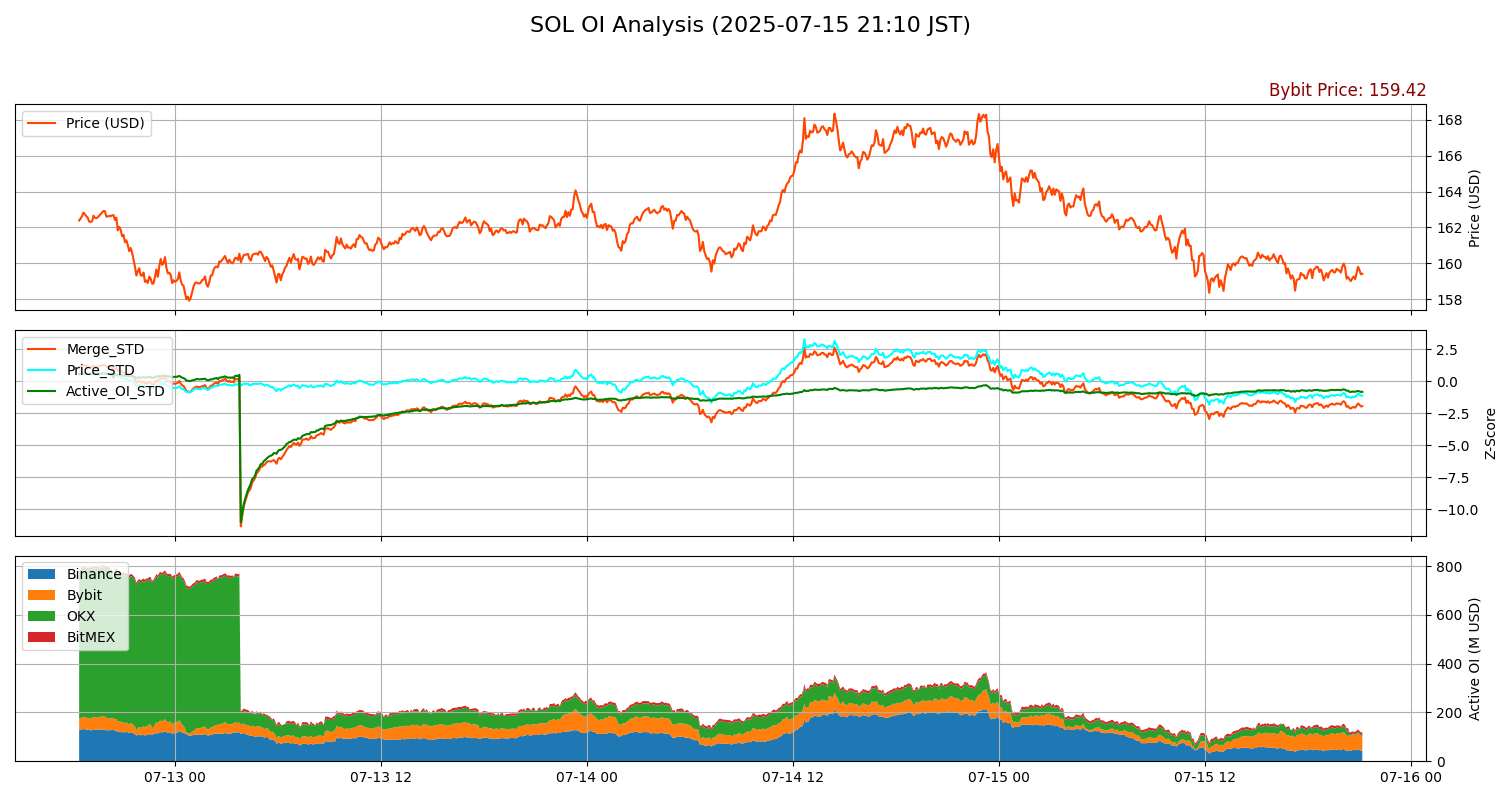 SOL OI Analysis (2025-07-15 21:10 JST)
Bybit Price: 159.42
Price (USD)
168
166
164
162
160
158
Price (USD)
Merge_STD
Price_STD
Active_OI_STD
2.5
0.0
−2.5
−5.0
−7.5
−10.0
Z-Score
Binance
Bybit
OKX
BitMEX
800
600
400
200
0
Active OI (M USD)
07-13 00
07-13 12
07-14 00
07-14 12
07-15 00
07-15 12
07-16 00